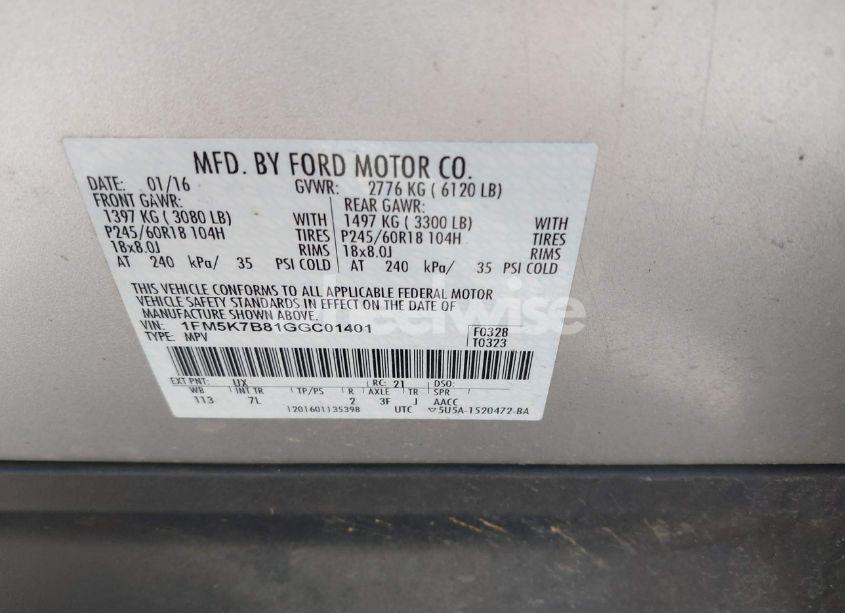 MFD. BY FORD MOTOR CO.
DATE: 01/16 GVWR: 2776 KG ( 6120 LB)
FRONT GAWR: REAR GAWR:
1397 KG ( 3080 LB) WITH 1497 KG ( 3300 LB) WITH
P245/60R18 104H TIRES P245/60R18 104H TIRES
18x8.0J RIMS 18x8.0J RIMS
AT 240 kPa/ 35 PSI COLD AT 240 kPa/ 35 PSI COLD
THIS VEHICLE CONFORMS TO ALL APPLICABLE FEDERAL MOTOR
VEHICLE SAFETY STANDARDS IN EFFECT ON THE DATE OF
MANUFACTURE SHOWN ABOVE.
VIN: 1FM5K7B81GGC01401 F0328
TYPE: MPV T0323
EXT PNT: UX RC: 21 DSO:
WB INT TR TP/PS R AXLE TR SPR
113 7L 2 3F J AACC
1201601135398 UTC 5U5A-1520472-BA